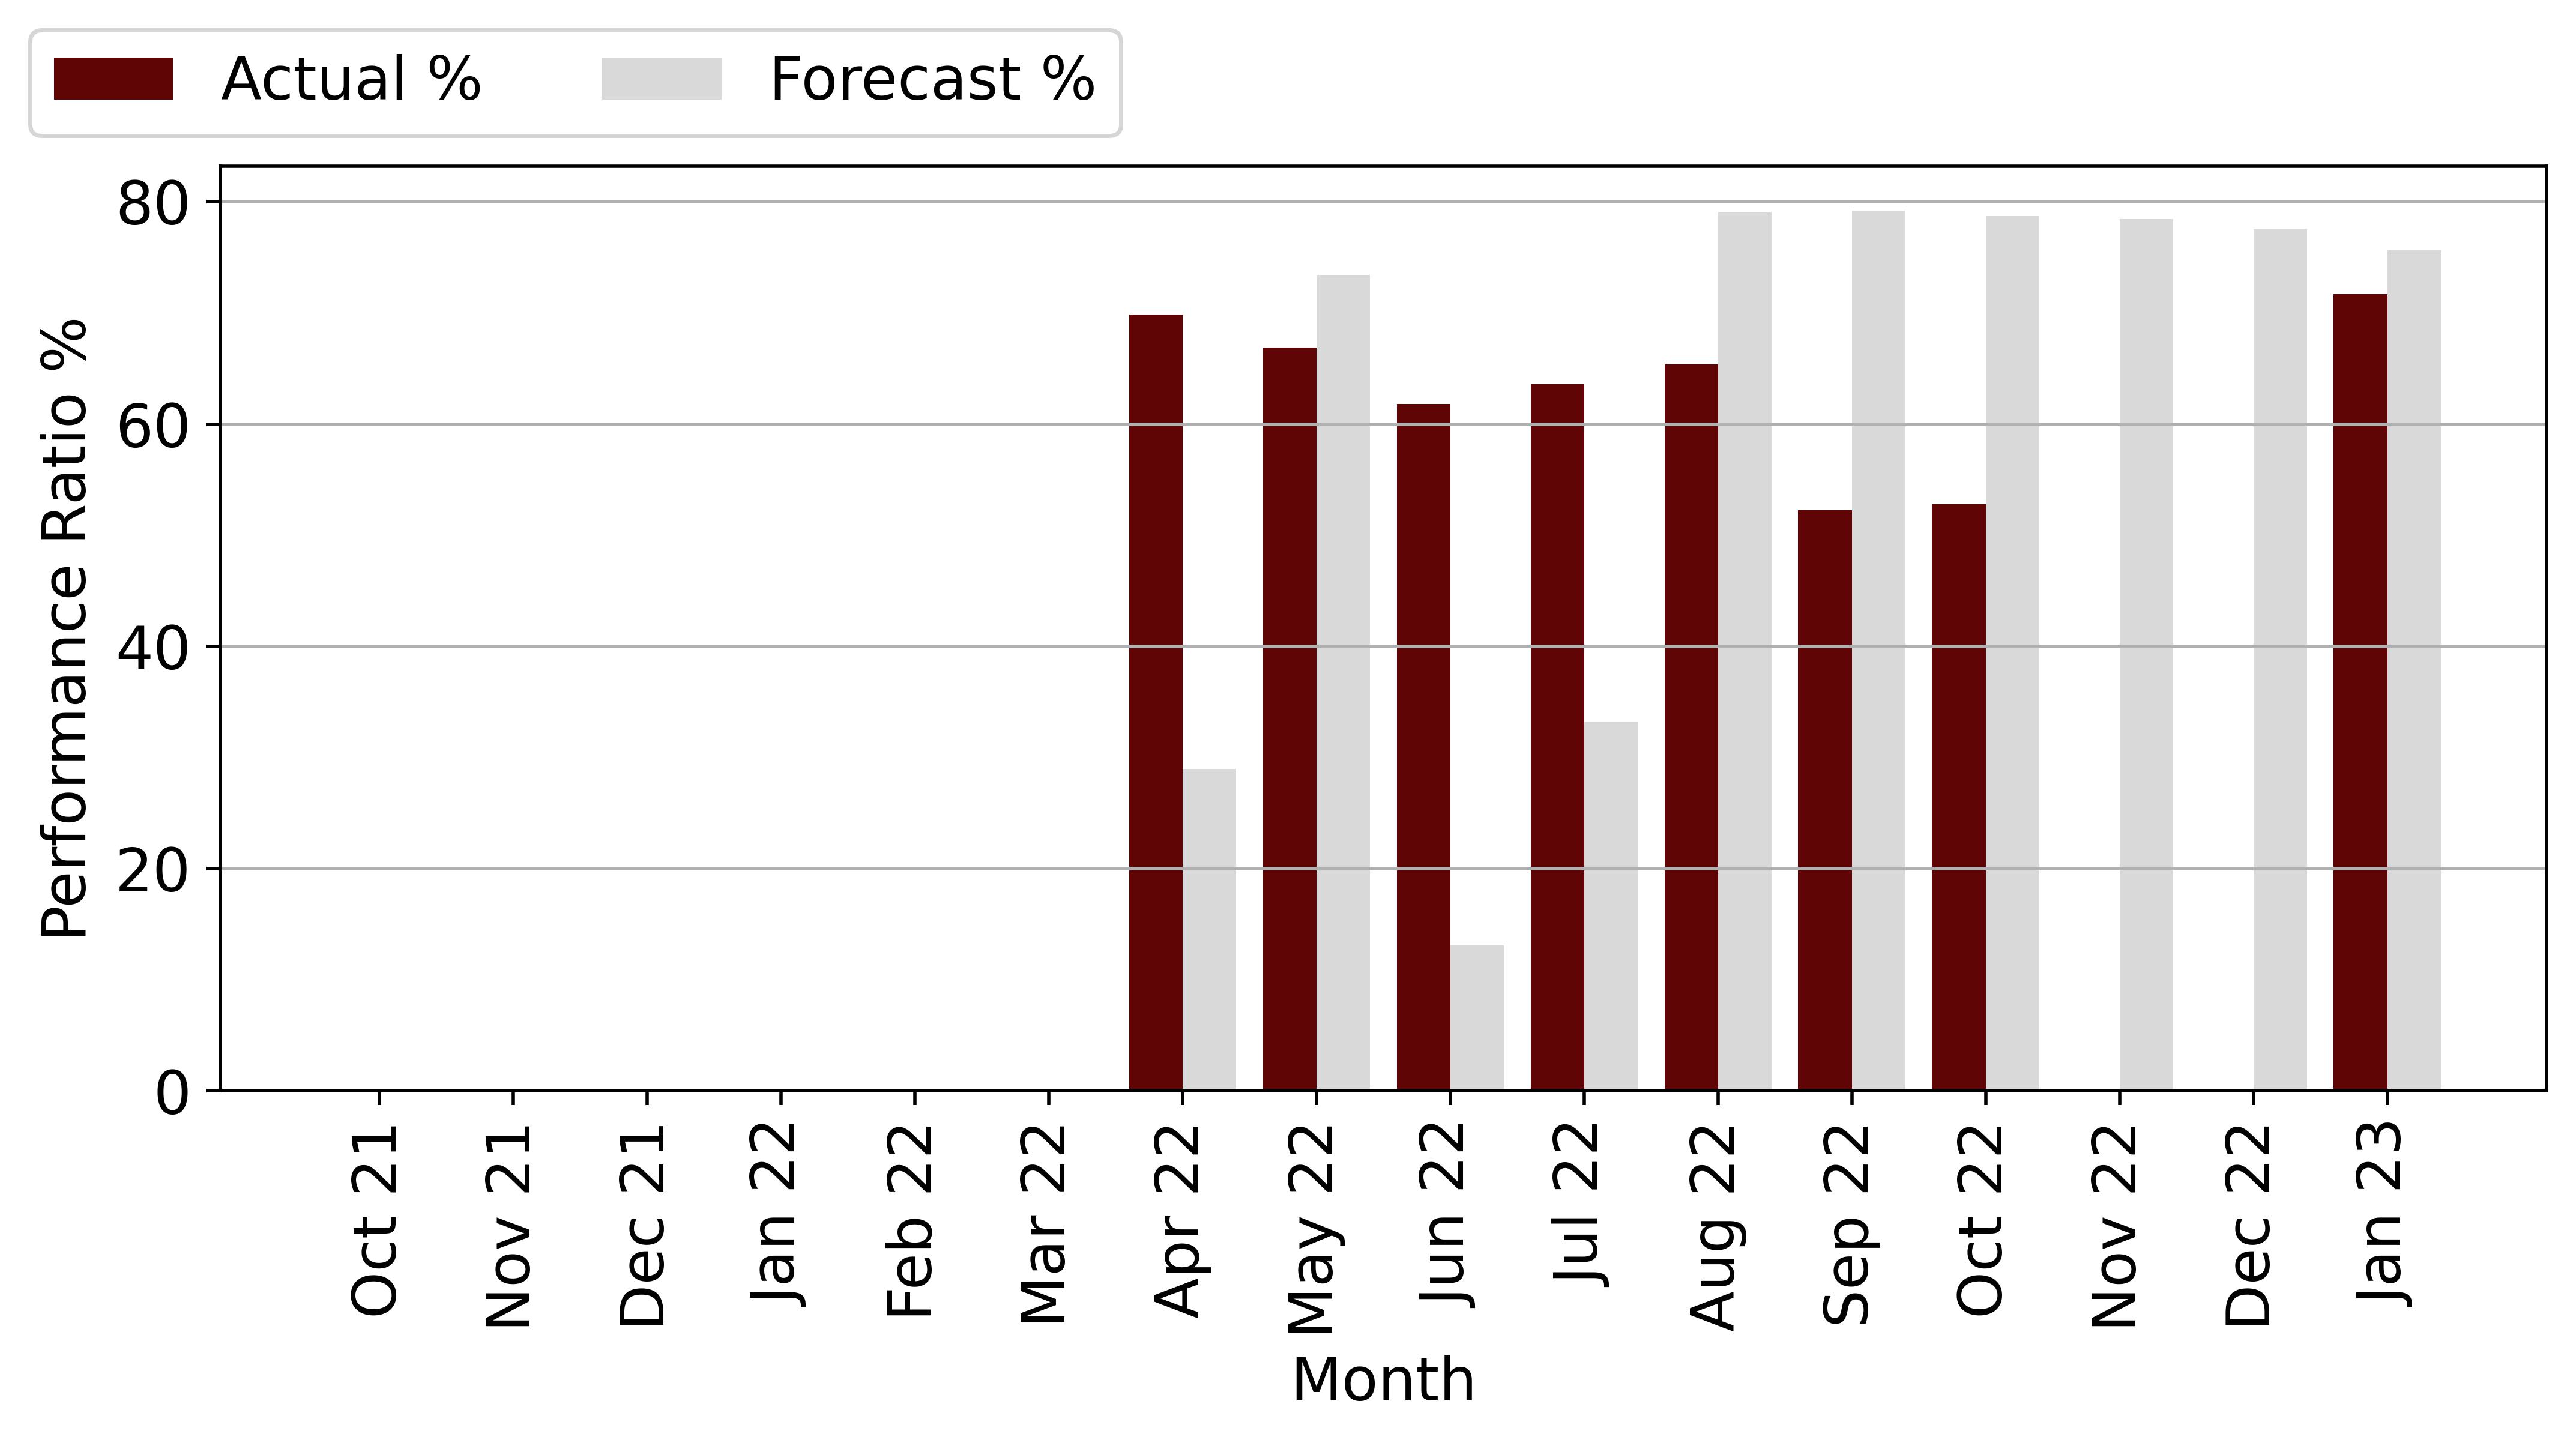 Actual %
Forecast %
Performance Ratio %
80
60
40
20
0
Oct 21
Nov 21
Dec 21
Jan 22
Feb 22
Mar 22
Apr 22
May 22
Jun 22
Jul 22
Aug 22
Sep 22
Oct 22
Nov 22
Dec 22
Jan 23
Month